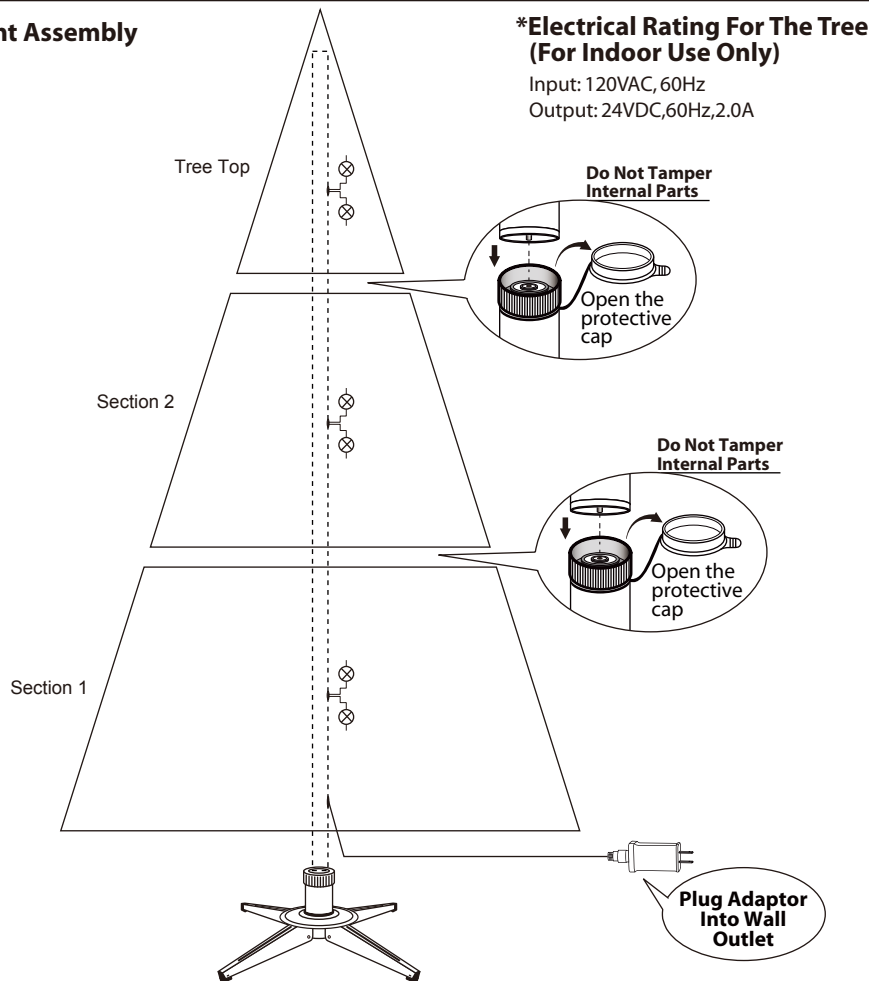 nt Assembly
*Electrical Rating For The Tree
(For Indoor Use Only)
Input: 120VAC, 60Hz
Output: 24VDC,60Hz,2.0A
Tree Top
Do Not Tamper
Internal Parts
Open the
protective
cap
Section 2
Do Not Tamper
Internal Parts
Open the
protective
cap
Section 1
Plug Adaptor
Into Wall
Outlet